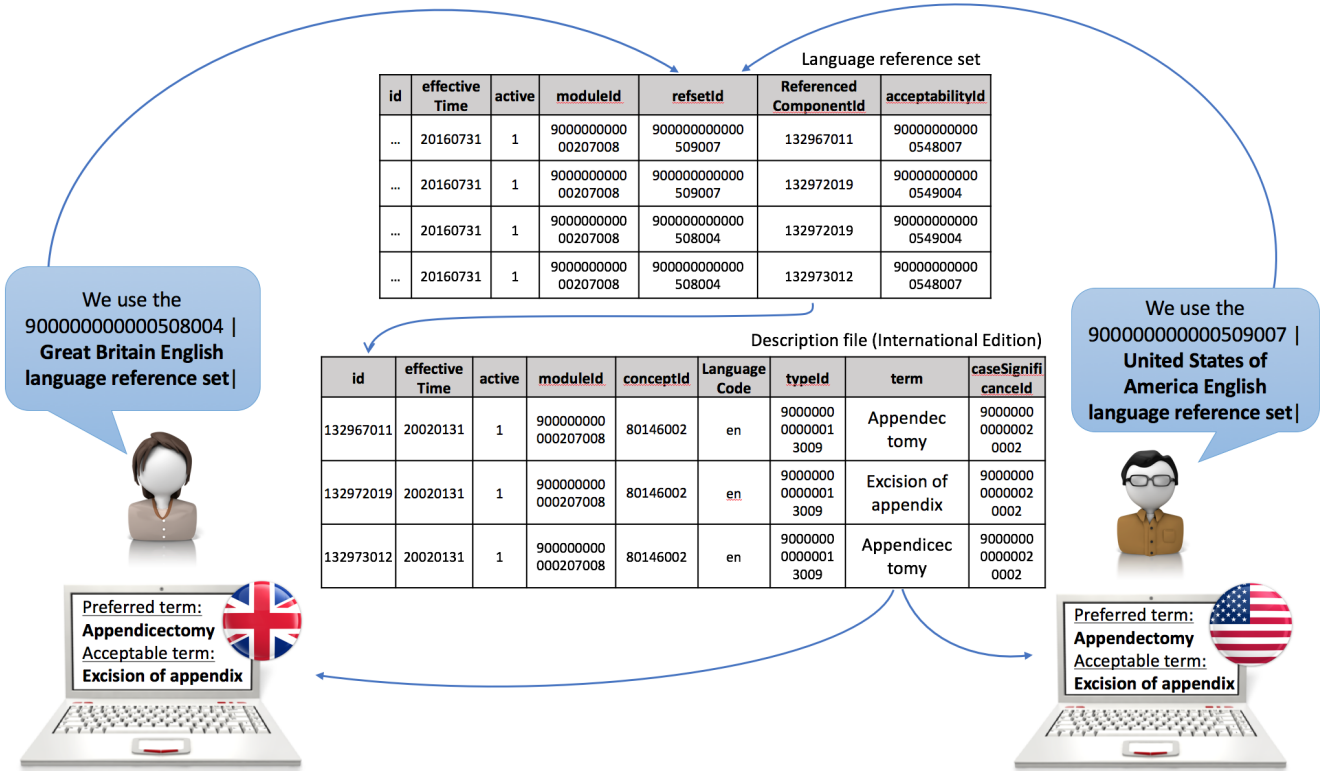 Language reference set
id effective Time active moduleId refsetId Referenced ComponentId acceptabilityId
... 20160731 1 9000000000 00207008 900000000000 509007 132967011 90000000000 0548007
... 20160731 1 9000000000 00207008 900000000000 509007 132972019 90000000000 0549004
... 20160731 1 9000000000 00207008 900000000000 508004 132972019 90000000000 0549004
... 20160731 1 9000000000 00207008 900000000000 508004 132973012 90000000000 0548007
We use the
900000000000508004 |
Great Britain English
language reference set|
We use the
900000000000509007 |
United States of
America English
language reference set|
Description file (International Edition)
id effective Time active moduleId conceptId Language Code typeId term caseSignifi canceId
132967011 20020131 1 900000000 000207008 80146002 en 9000000 0000001 3009 Appendec tomy 9000000 0000002 0002
132972019 20020131 1 900000000 000207008 80146002 en 9000000 0000001 3009 Excision of appendix 9000000 0000002 0002
132973012 20020131 1 900000000 000207008 80146002 en 9000000 0000001 3009 Appendicec tomy 9000000 0000002 0002
Preferred term:
Appendicectomy
Acceptable term:
Excision of appendix
Preferred term:
Appendectomy
Acceptable term:
Excision of appendix